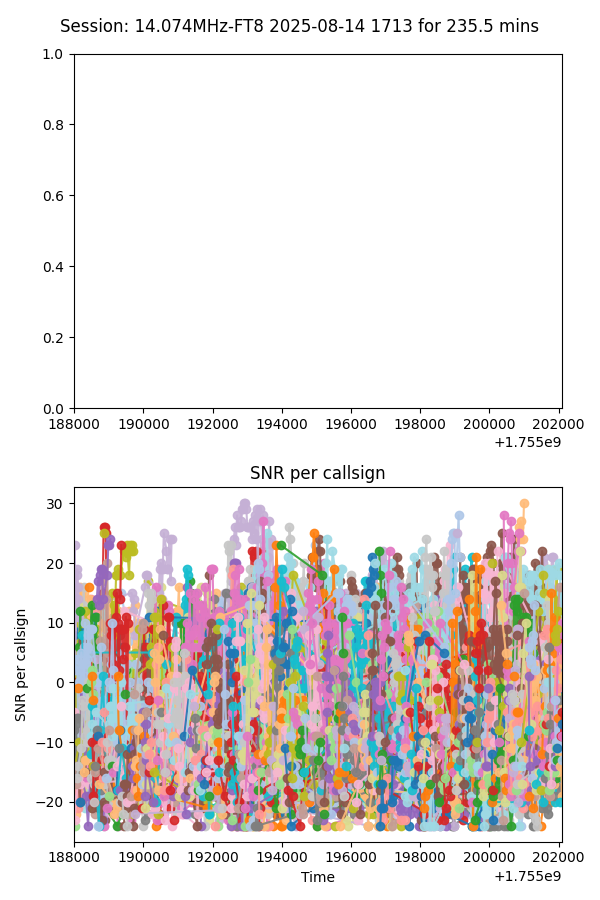 Session: 14.074MHz-FT8 2025-08-14 1713 for 235.5 mins
1.0
0.8
0.6
0.4
0.2
0.0
188000 190000 192000 194000 196000 198000 200000 202000
+1.755e9
SNR per callsign
30
20
10
0
−10
−20
SNR per callsign
188000 190000 192000 194000 196000 198000 200000 202000
Time
+1.755e9